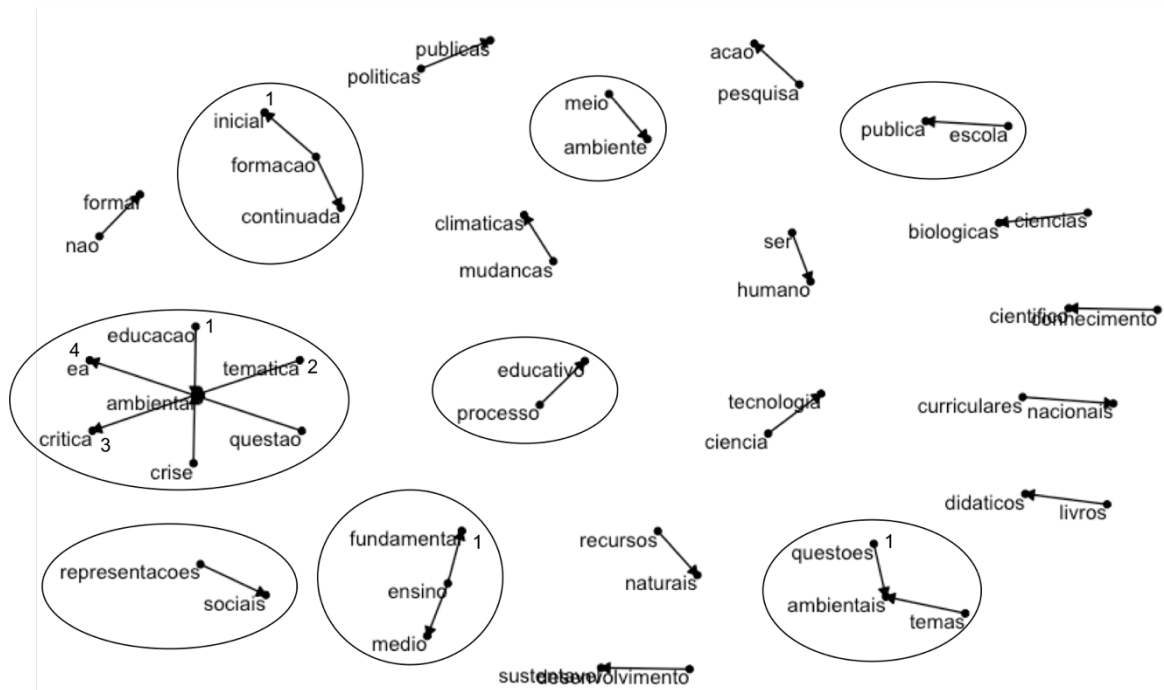 publicas
politicas
acao
pesquisa
1
inicial
formacao
continuada
meio
ambiente
publica
escola
formal
nao
climaticas
mudancas
ser
humano
biologicas
ciencias
cientifico
conhecimento
educacao
1
4
ea
tematica
2
ambiental
critica
3
questao
crise
educativo
processo
tecnologia
ciencia
curriculares
nacionais
didaticos
livros
representacoes
sociais
fundamental
1
ensino
medio
recursos
naturais
questoes
1
ambientais
temas
sustentavel
desenvolvimento